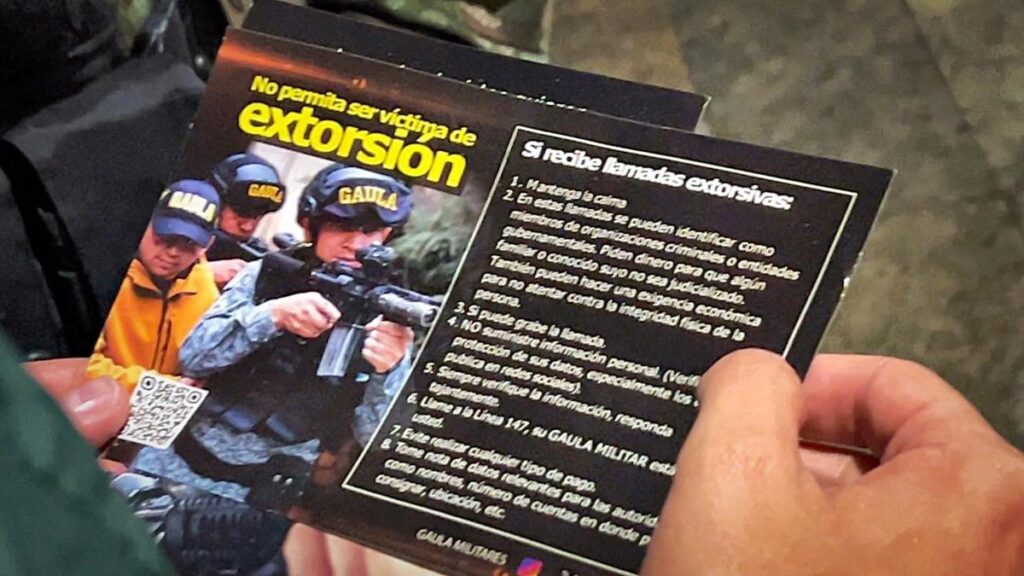 No permita ser víctima de
extorsión
GAULA
GAULA
GAULA
Si recibe llamadas extorsivas:
1. Mantenga la calma
2. En estas llamadas se pueden identificar como
miembros de organizaciones criminales o entidades
gubernamentales. Piden dinero para que algún
familiar o conocido suyo no sea judicializado.
También pueden hacer una exigencia económica
para no atentar contra la integridad física de la
persona.
3. Si puede grabe la llamada.
4. NO suministre información personal.
protección de sus datos, especialmente los
publica en redes sociales).
5. Siempre verifique la información, responda
tajantemente.
6. Llame a la Línea 147, su GAULA MILITAR
usted.
7. Evite realizar cualquier tipo de pago.
8. Tome nota de datos relevantes para las
como nombres, número de cuentas en donde
consignar, ubicación, etc
GAULA MILITARES